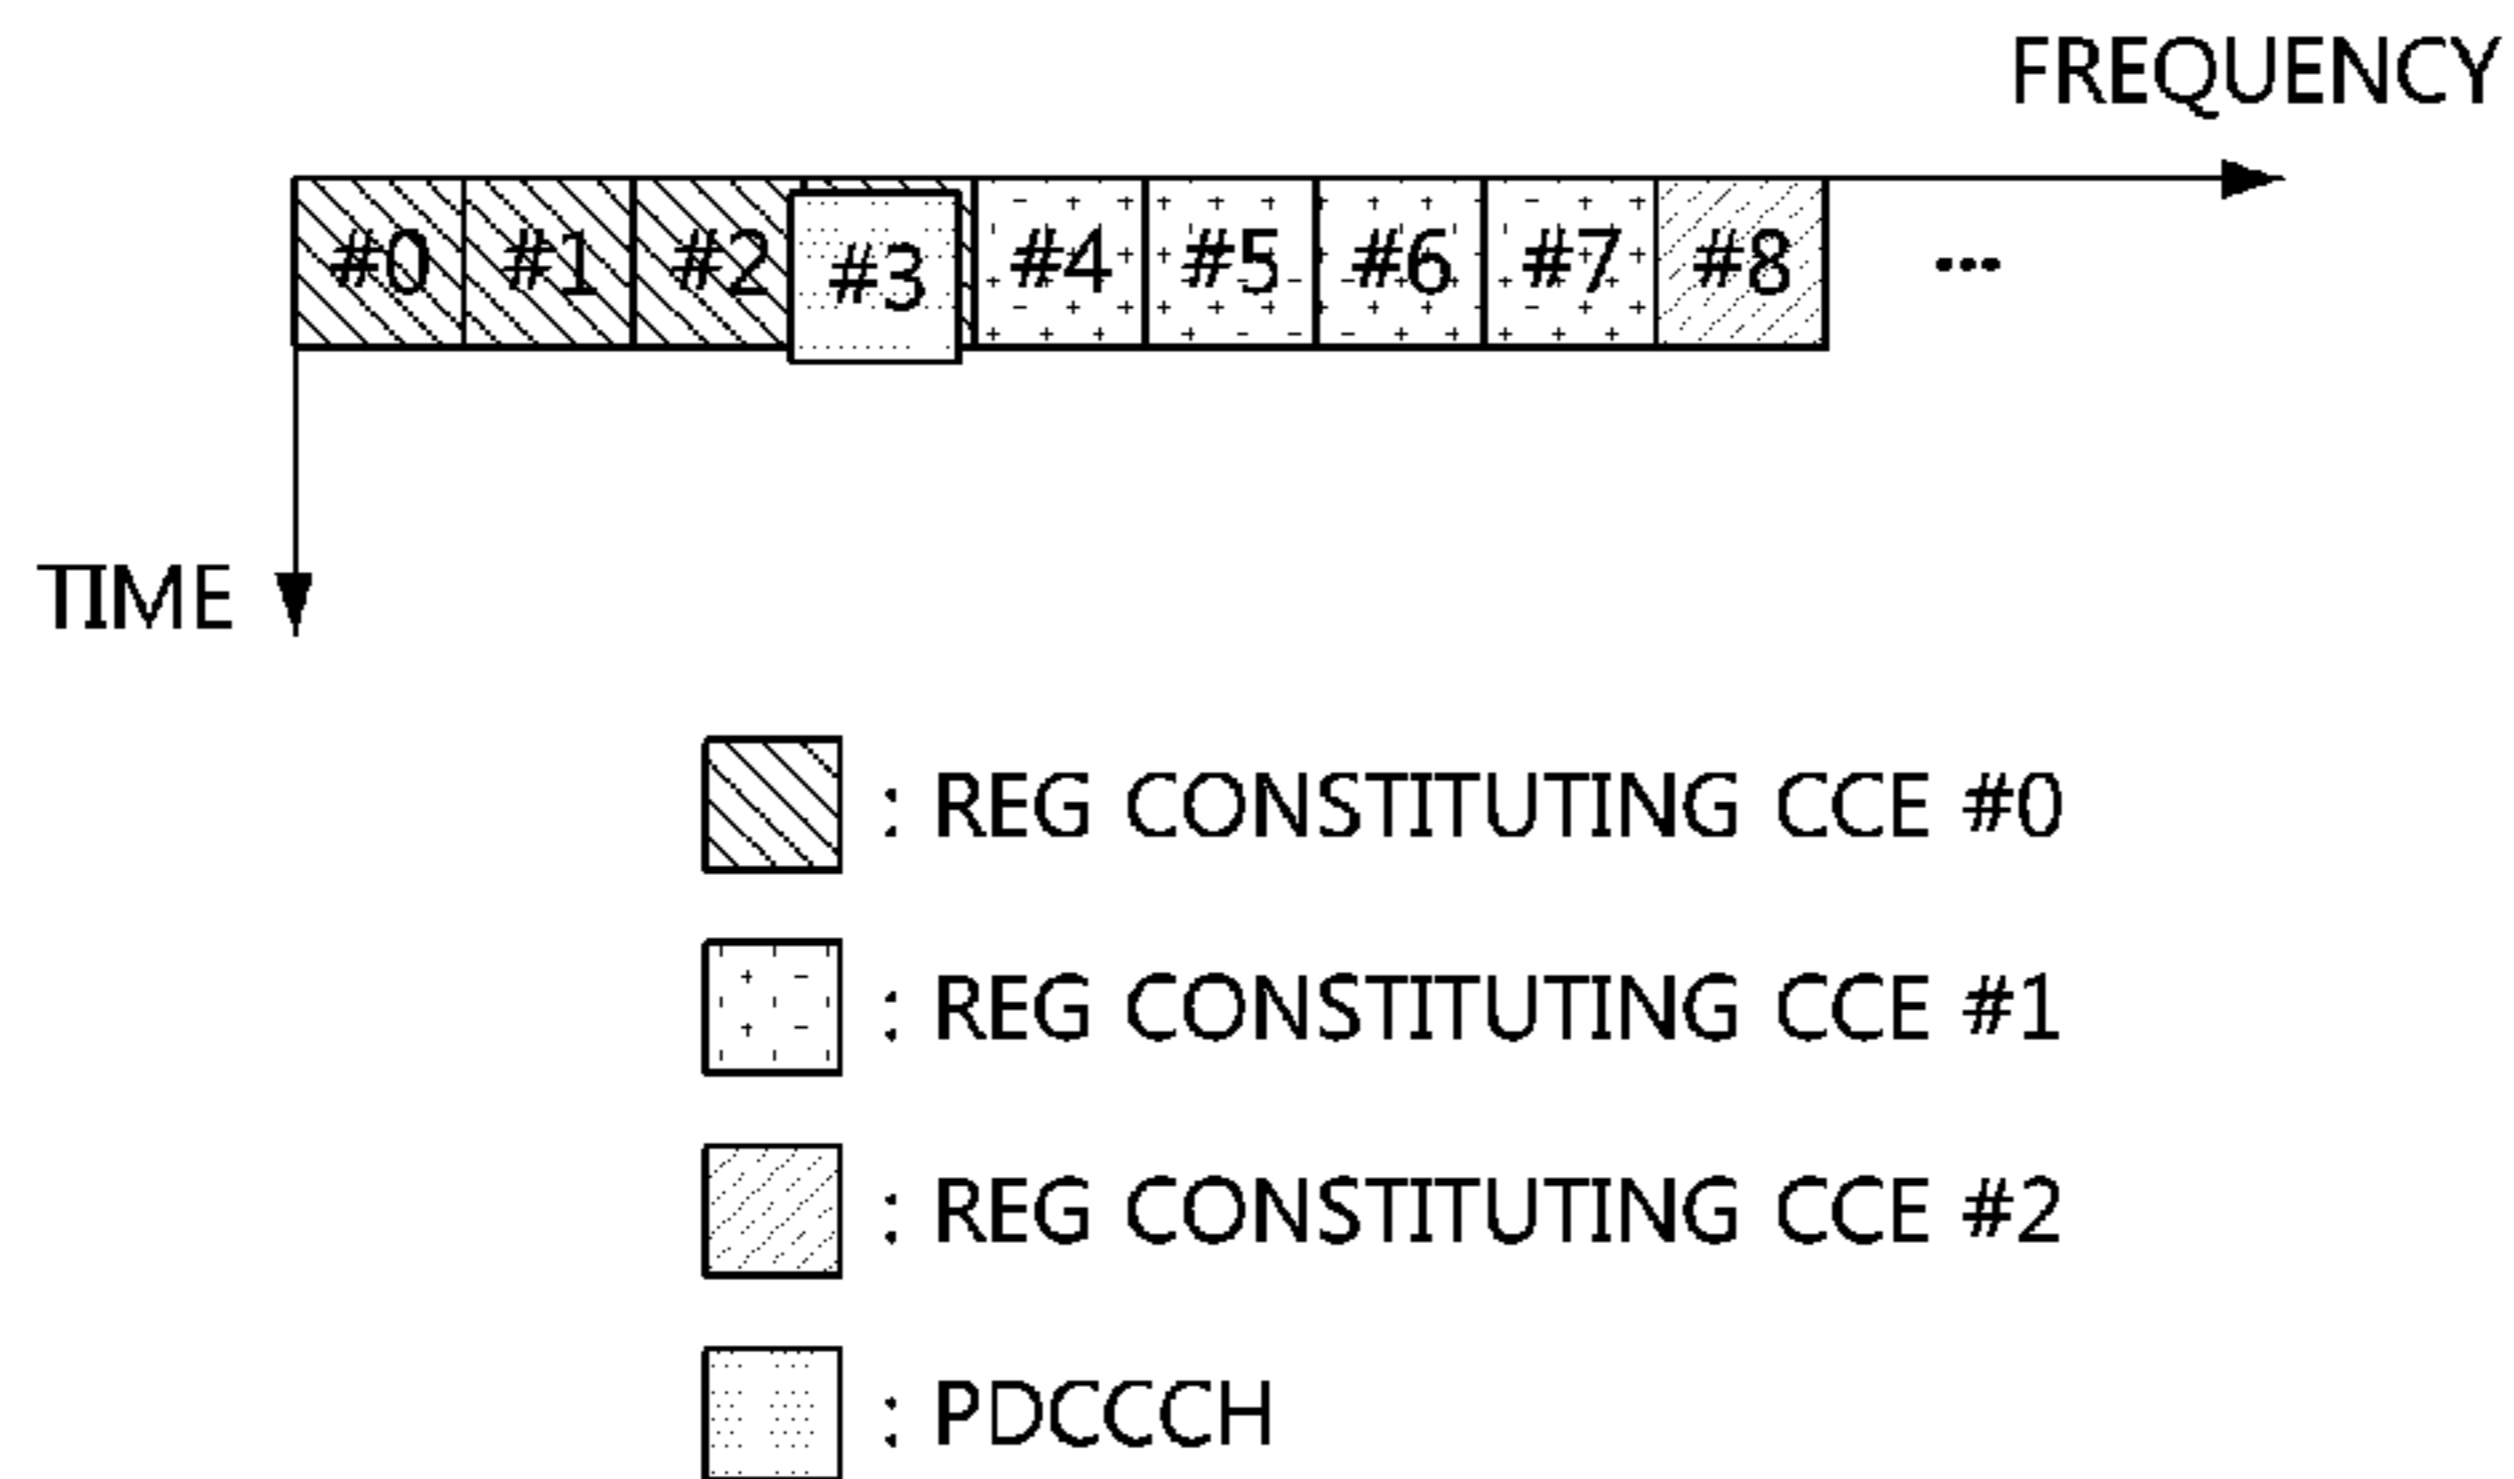 FREQUENCY
#0 #1 #2 #3 #4 #5 #6 #7 #8 •••
TIME
: REG CONSTITUTING CCE #0
: REG CONSTITUTING CCE #1
: REG CONSTITUTING CCE #2
: PDCCCH